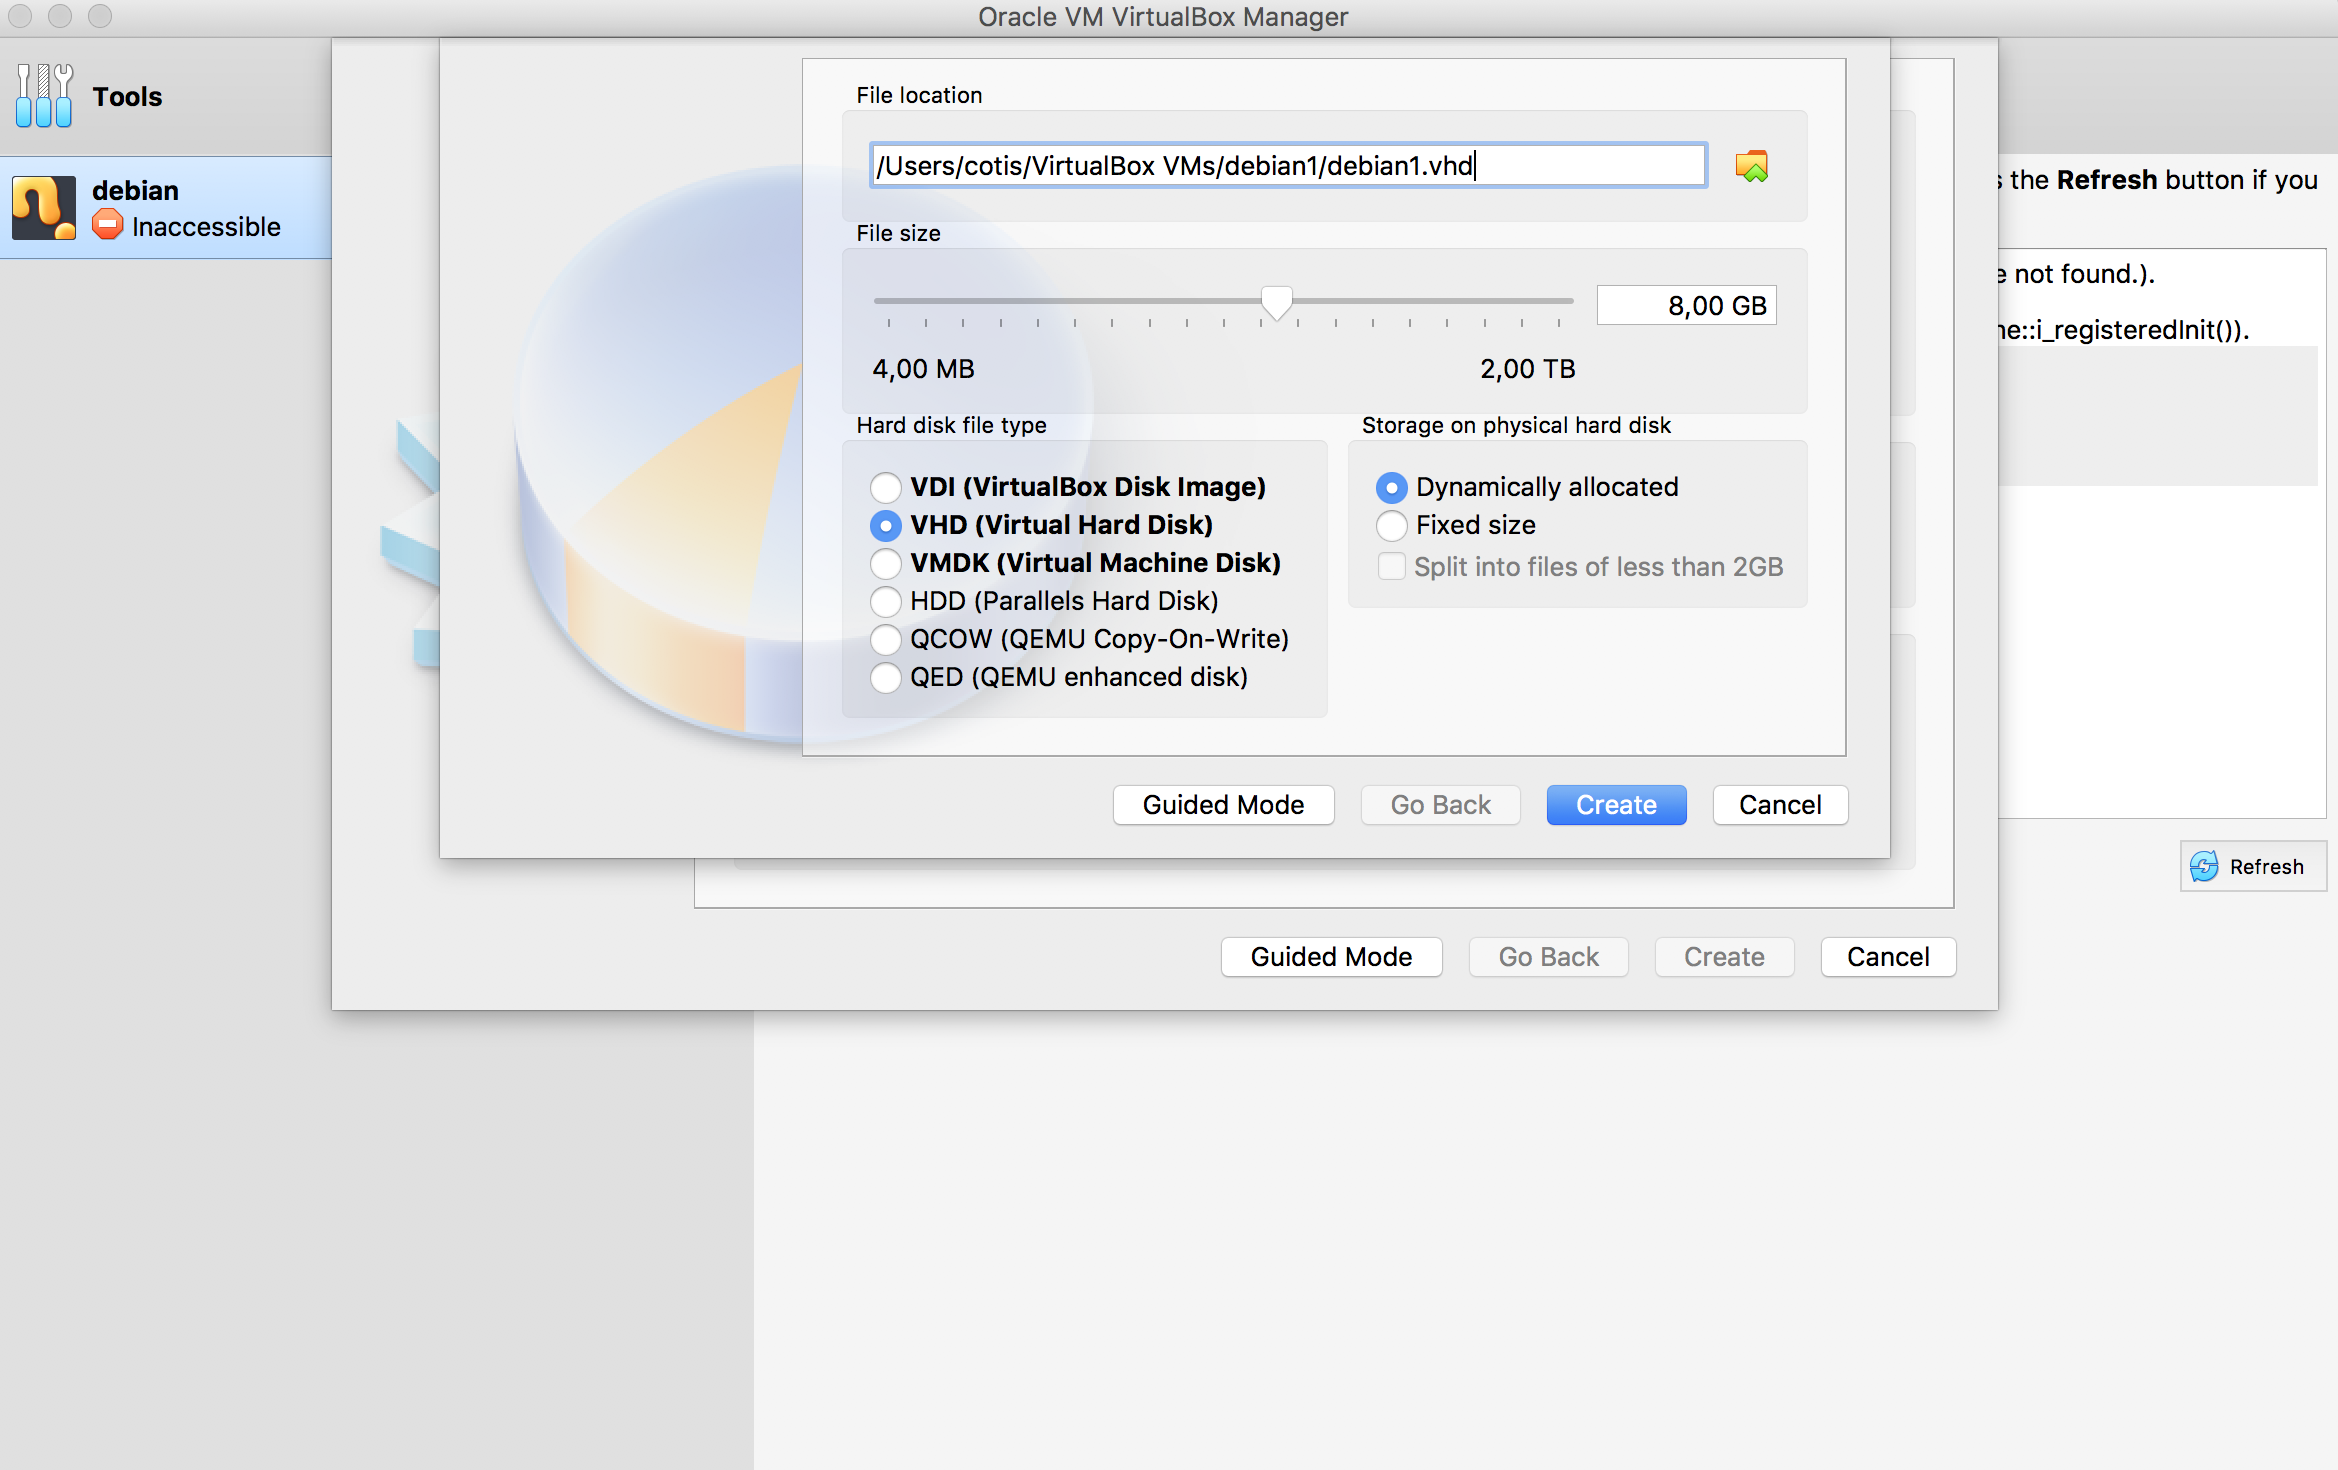 Oracle VM VirtualBox Manager
Tools
debian
Inaccessible
File location
/Users/cotis/VirtualBox VMs/debian1/debian1.vhd
File size
8,00 GB
4,00 MB
2,00 TB
Hard disk file type
VDI (VirtualBox Disk Image)
VHD (Virtual Hard Disk)
VMDK (Virtual Machine Disk)
HDD (Parallels Hard Disk)
QCOW (QEMU Copy-On-Write)
QED (QEMU enhanced disk)
Storage on physical hard disk
Dynamically allocated
Fixed size
Split into files of less than 2GB
Guided Mode
Go Back
Create
Cancel
the Refresh button if you
not found.).
::i_registeredInit()).
Refresh
Guided Mode
Go Back
Create
Cancel